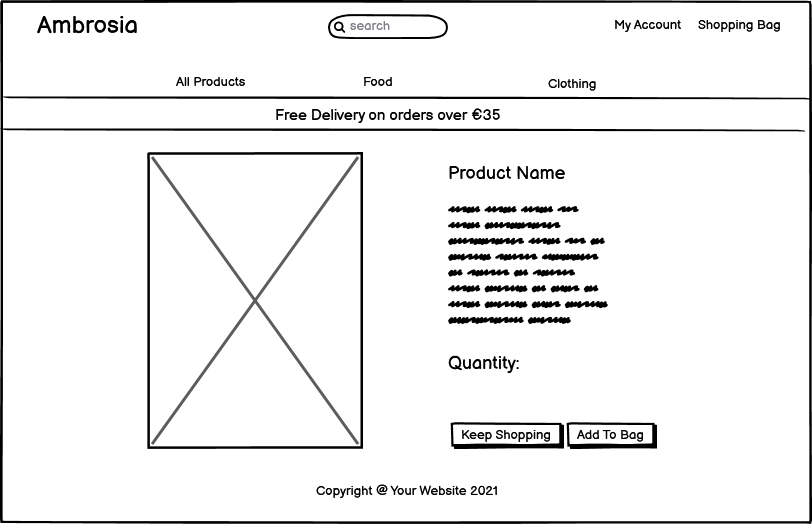 Ambrosia
search
My Account
Shopping Bag
All Products
Food
Clothing
Free Delivery on orders over €35
Product Name
Quantity:
Keep Shopping
Add To Bag
Copyright @ Your Website 2021